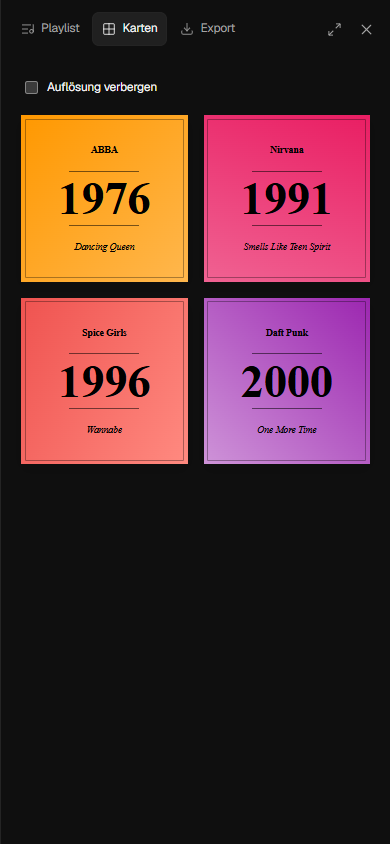 Playlist Karten Export
Auflösung verbergen
ABBA
1976
Dancing Queen
Nirvana
1991
Smells Like Teen Spirit
Spice Girls
1996
Wannabe
Daft Punk
2000
One More Time